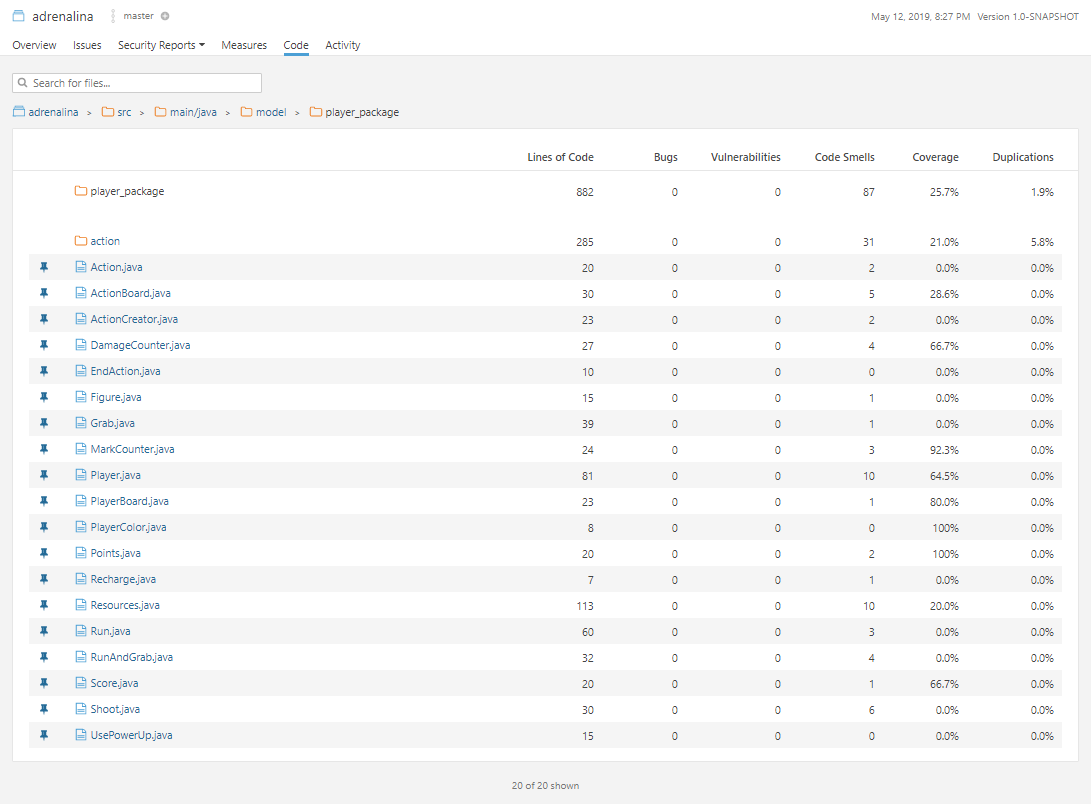 adrenalina master May 12, 2019, 8:27 PM Version 1.0-SNAPSHOT
Overview Issues Security Reports Measures Code Activity
Search for files...
adrenalina > src > main/java > model > player_package
Lines of Code Bugs Vulnerabilities Code Smells Coverage Duplications
player_package 882 0 0 87 25.7% 1.9%
action 285 0 0 31 21.0% 5.8%
Action.java 20 0 0 2 0.0% 0.0%
ActionBoard.java 30 0 0 5 28.6% 0.0%
ActionCreator.java 23 0 0 2 0.0% 0.0%
DamageCounter.java 27 0 0 4 66.7% 0.0%
EndAction.java 10 0 0 0 0.0% 0.0%
Figure.java 15 0 0 1 0.0% 0.0%
Grab.java 39 0 0 1 0.0% 0.0%
MarkCounter.java 24 0 0 3 92.3% 0.0%
Player.java 81 0 0 10 64.5% 0.0%
PlayerBoard.java 23 0 0 1 80.0% 0.0%
PlayerColor.java 8 0 0 0 100% 0.0%
Points.java 20 0 0 2 100% 0.0%
Recharge.java 7 0 0 1 0.0% 0.0%
Resources.java 113 0 0 10 20.0% 0.0%
Run.java 60 0 0 3 0.0% 0.0%
RunAndGrab.java 32 0 0 4 0.0% 0.0%
Score.java 20 0 0 1 66.7% 0.0%
Shoot.java 30 0 0 6 0.0% 0.0%
UsePowerUp.java 15 0 0 0 0.0% 0.0%
20 of 20 shown